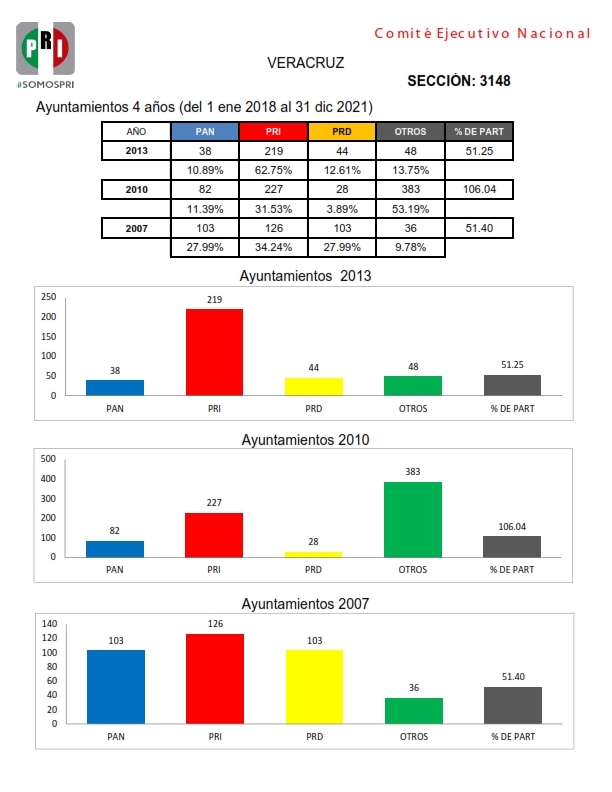 Comité Ejecutivo Nacional
PRI
#SOMOSPRI
VERACRUZ
SECCIÓN: 3148
Ayuntamientos 4 años (del 1 ene 2018 al 31 dic 2021)
AÑO PAN PRI PRD OTROS % DE PART
2013 38 219 44 48 51.25
10.89% 62.75% 12.61% 13.75%
2010 82 227 28 383 106.04
11.39% 31.53% 3.89% 53.19%
2007 103 126 103 36 51.40
27.99% 34.24% 27.99% 9.78%
Ayuntamientos 2013
250
200
150
100
50
0
38 219 44 48 51.25
PAN PRI PRD OTROS % DE PART
Ayuntamientos 2010
500
400
300
200
100
0
82 227 28 383 106.04
PAN PRI PRD OTROS % DE PART
Ayuntamientos 2007
140
120
100
80
60
40
20
0
103 126 103 36 51.40
PAN PRI PRD OTROS % DE PART